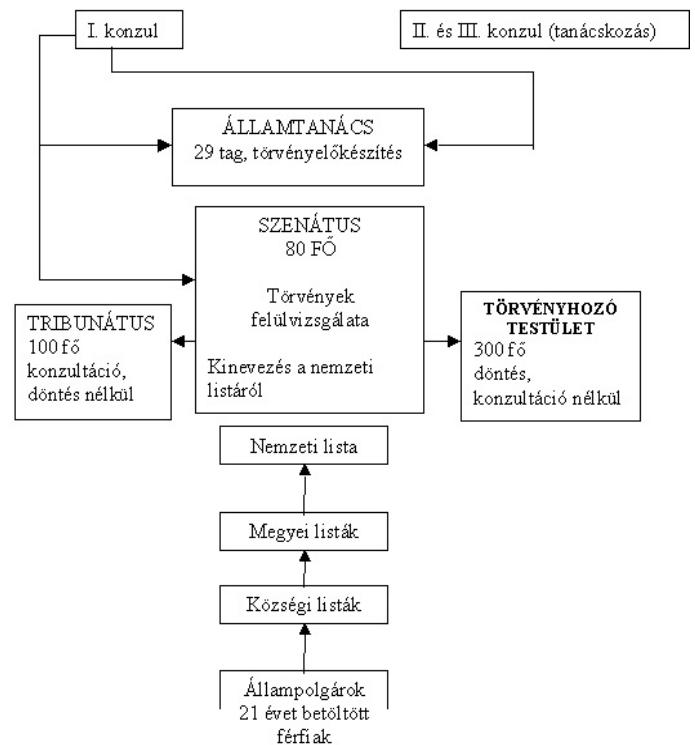 I. konzul
II. és III. konzul (tanácskozás)
ÁLLAMTANÁCS
29 tag, törvényelőkészítés
SZENÁTUS
80 FŐ
Törvények
felülvizsgálata
Kinevezés a nemzeti
listáról
TRIBUNÁTUS
100 fő
konzultáció,
döntés nélkül
TÖRVÉNYHOZÓ
TESTÜLET
300 fő
döntés,
konzultáció nélkül
Nemzeti lista
Megyei listák
Községi listák
Állampolgárok
21 évet betöltött
férfiak